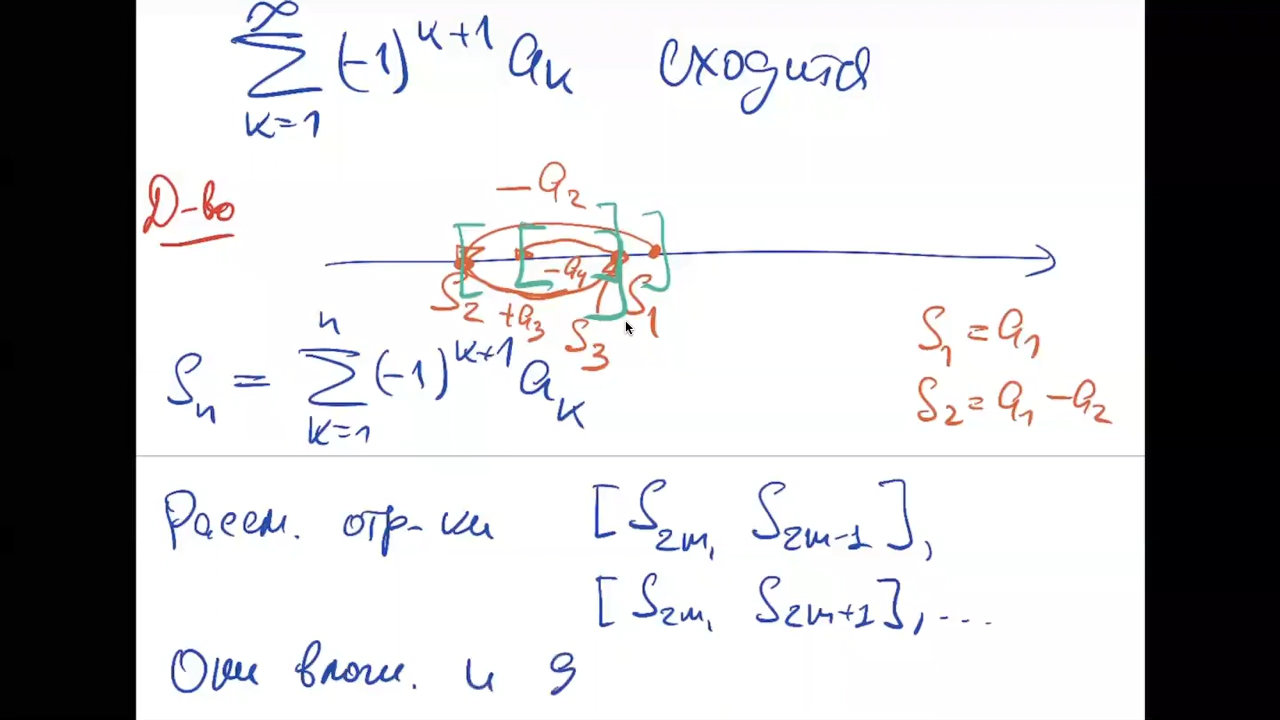 ∑_{k=1}^{∞} (-1)^{k+1} a_k сходится
Д-во
-a_2
-a_4
S_2 +a_3 S_3 S_1
S_1 = a_1
S_2 = a_1 - a_2
S_n = ∑_{k=1}^{n} (-1)^{k+1} a_k
Рассм. отр-ки [S_{2m}, S_{2m-1}],
[S_{2m}, S_{2m+1}], ...
Они влож. и